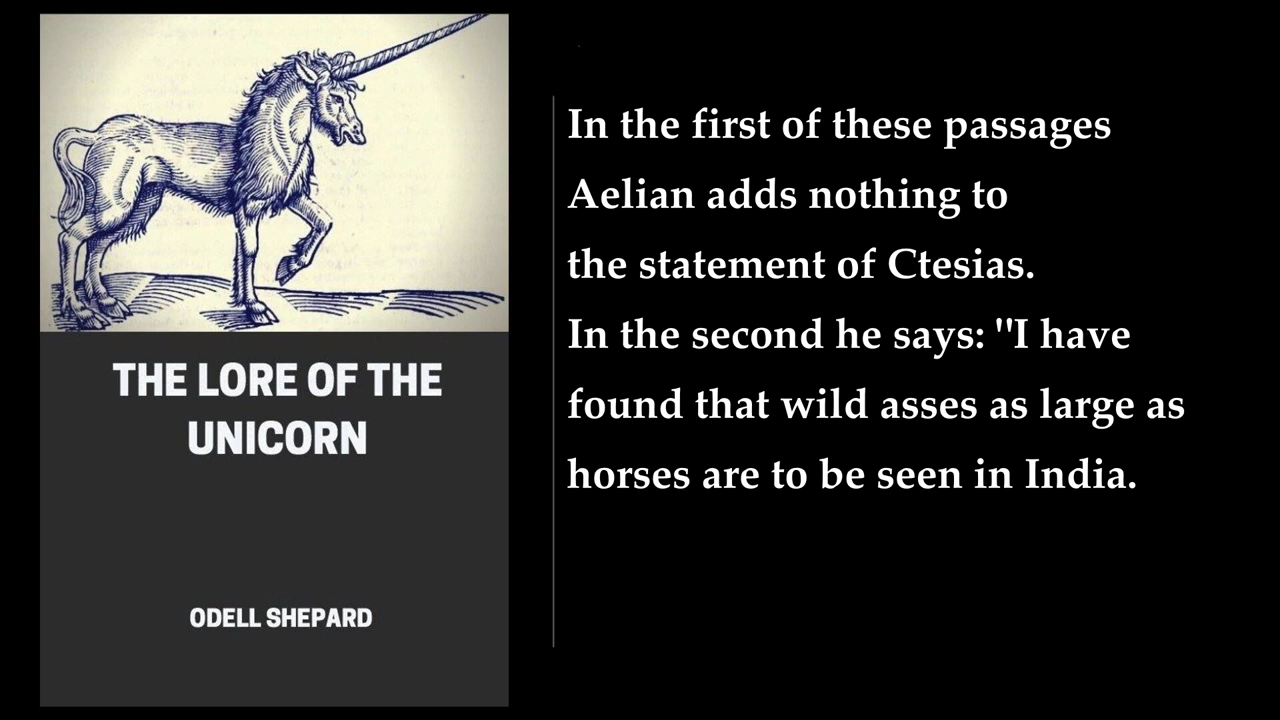 THE LORE OF THE
UNICORN
ODELL SHEPARD
In the first of these passages
Aelian adds nothing to
the statement of Ctesias.
In the second he says: "I have
found that wild asses as large as
horses are to be seen in India.